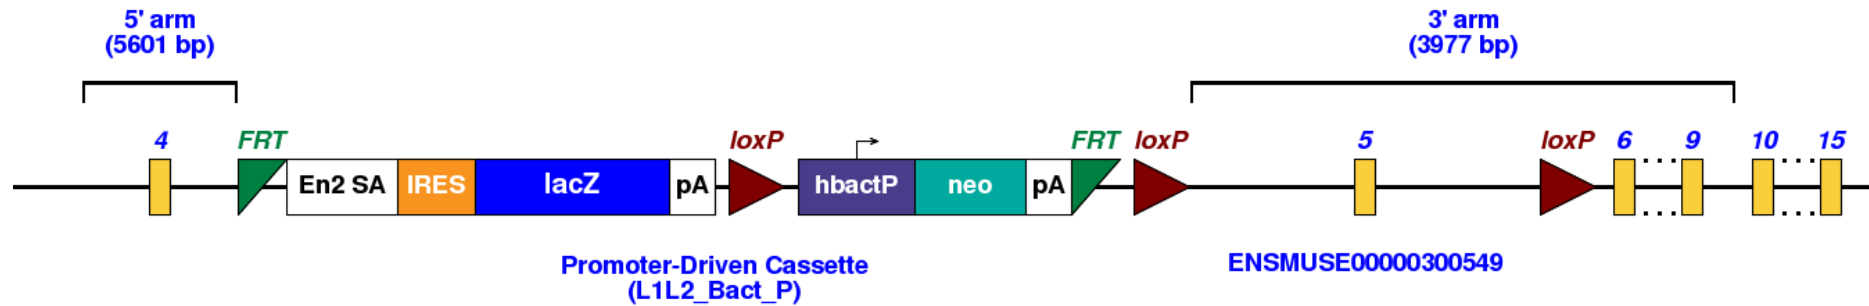 5' arm
(5601 bp)
3' arm
(3977 bp)
4 FRT loxP FRT loxP 5 loxP 6 9 10 15
En2 SA IRES lacZ pA hbactP neo pA
Promoter-Driven Cassette
(L1L2_Bact_P)
ENSMUSE00000300549